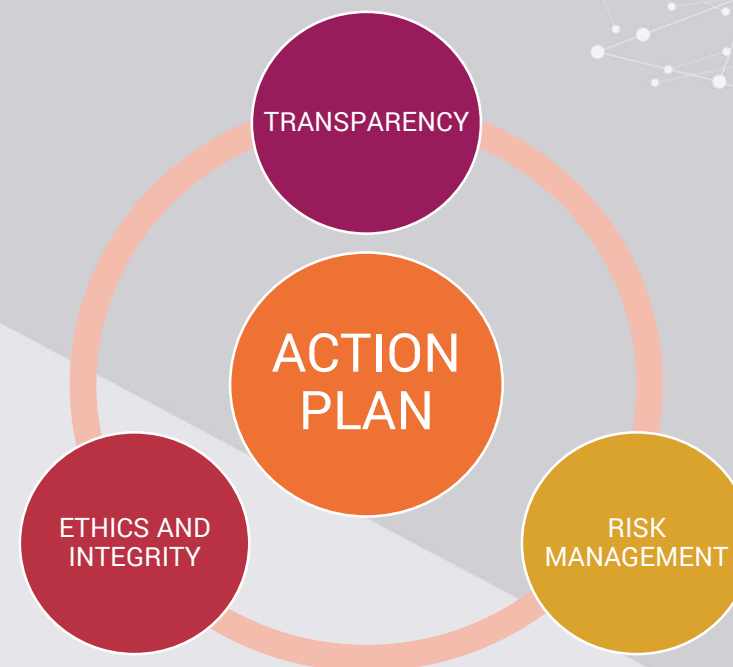 TRANSPARENCY
ACTION
PLAN
ETHICS AND
INTEGRITY
RISK
MANAGEMENT